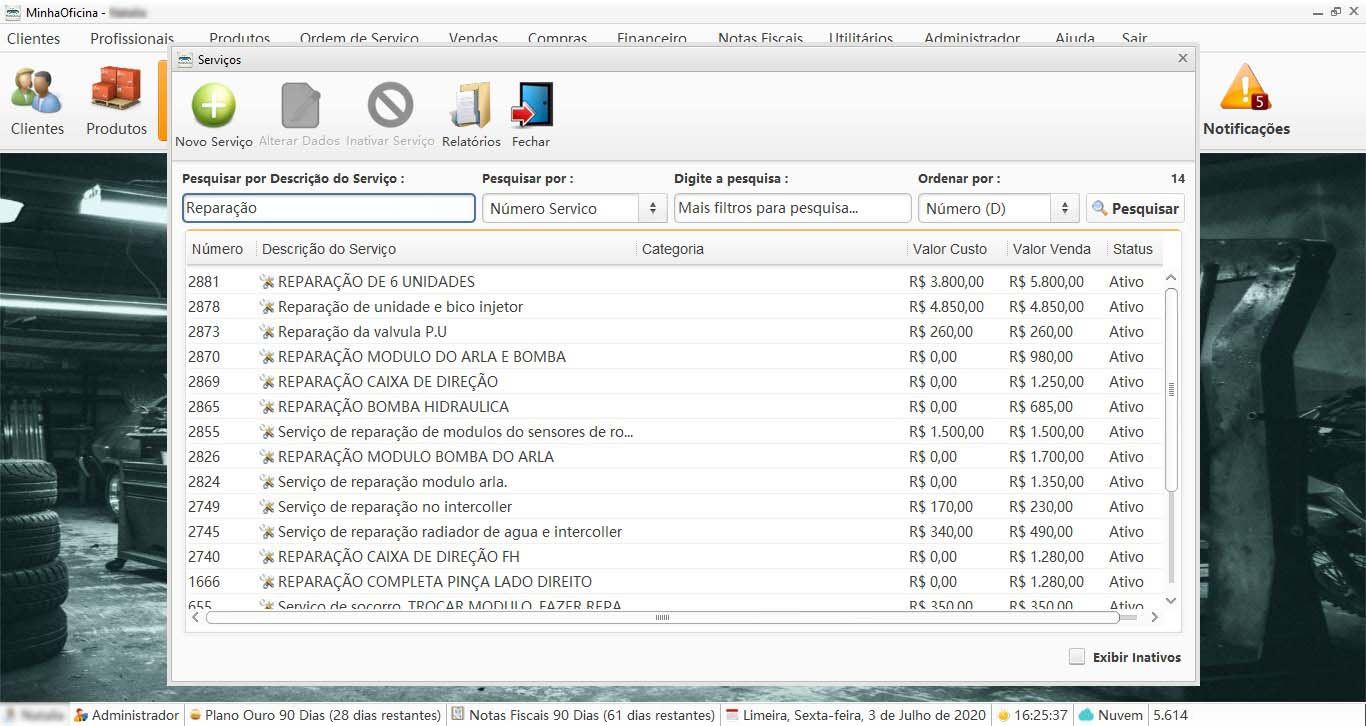 MinhaOficina -
Clientes Profissionais Produtos Ordem de Serviço Vendas Compras Financeiro Notas Fiscais Utilitários Administrador Ajuda Sair
Serviços
Clientes Produtos
Novo Serviço Alterar Dados Inativar Serviço Relatórios Fechar
5
Notificações
Pesquisar por Descrição do Serviço : Pesquisar por : Digite a pesquisa : Ordenar por : 14
Reparação Número Servico Mais filtros para pesquisa... Número (D) Pesquisar
Número Descrição do Serviço Categoria Valor Custo Valor Venda Status
2881 REPARAÇÃO DE 6 UNIDADES R$ 3.800,00 R$ 5.800,00 Ativo
2878 Reparação de unidade e bico injetor R$ 4.850,00 R$ 4.850,00 Ativo
2873 Reparação da valvula P.U R$ 260,00 R$ 260,00 Ativo
2870 REPARAÇÃO MODULO DO ARLA E BOMBA R$ 0,00 R$ 980,00 Ativo
2869 REPARAÇÃO CAIXA DE DIREÇÃO R$ 0,00 R$ 1.250,00 Ativo
2865 REPARAÇÃO BOMBA HIDRAULICA R$ 0,00 R$ 685,00 Ativo
2855 Serviço de reparação de modulos do sensores de ro... R$ 1.500,00 R$ 1.500,00 Ativo
2826 REPARAÇÃO MODULO BOMBA DO ARLA R$ 0,00 R$ 1.700,00 Ativo
2824 Serviço de reparação modulo arla. R$ 0,00 R$ 1.350,00 Ativo
2749 Serviço de reparação no intercoller R$ 170,00 R$ 230,00 Ativo
2745 Serviço de reparação radiador de agua e intercoller R$ 340,00 R$ 490,00 Ativo
2740 REPARAÇÃO CAIXA DE DIREÇÃO FH R$ 0,00 R$ 1.280,00 Ativo
1666 REPARAÇÃO COMPLETA PINÇA LADO DIREITO R$ 0,00 R$ 1.280,00 Ativo
655 Serviço de socorro, TROCAR MODULO, FAZER REPA... R$ 350,00 R$ 350,00 Ativo
Exibir Inativos
Administrador Plano Ouro 90 Dias (28 dias restantes) Notas Fiscais 90 Dias (61 dias restantes) Limeira, Sexta-feira, 3 de Julho de 2020 16:25:37 Nuvem 5.614